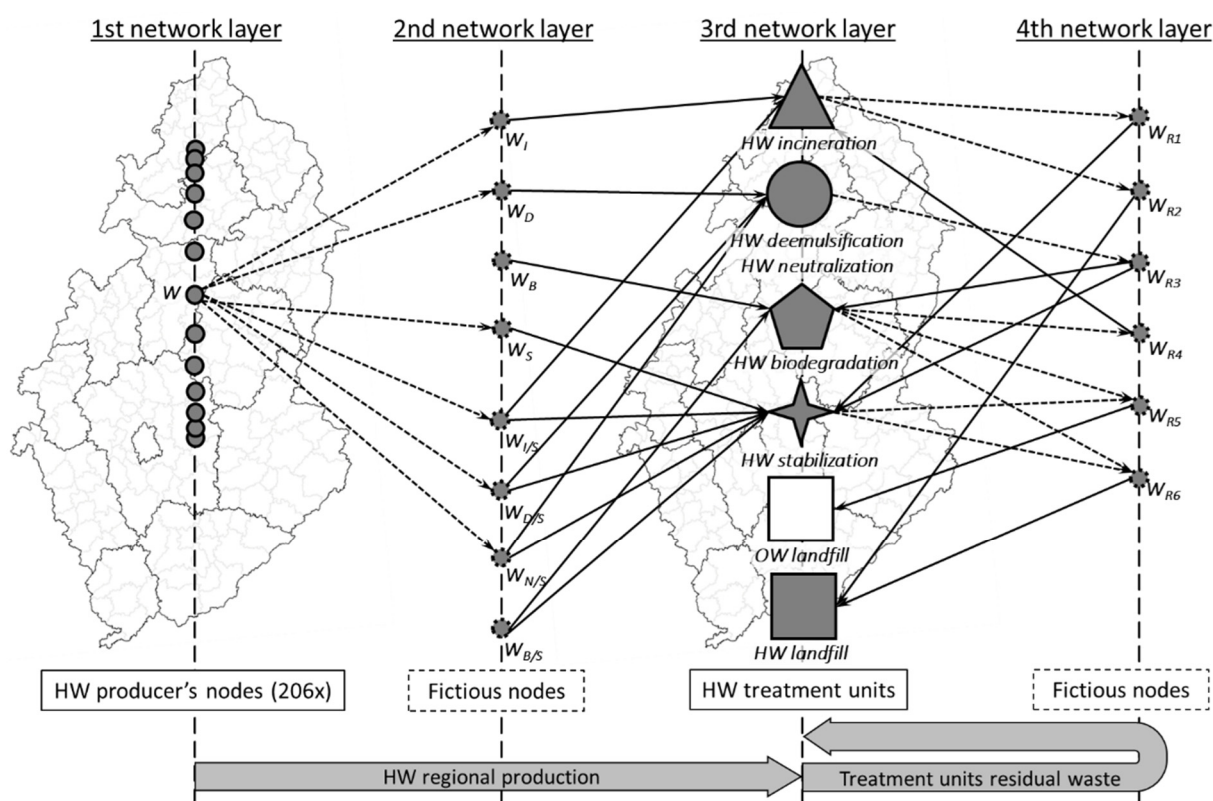 1st network layer
2nd network layer
3rd network layer
4th network layer
W
W_I
W_D
W_B
W_S
W_I/S
W_D/S
W_N/S
W_B/S
HW incineration
HW deemulsification
HW neutralization
HW biodegradation
HW stabilization
OW landfill
HW landfill
W_R1
W_R2
W_R3
W_R4
W_R5
W_R6
HW producer's nodes (206x)
Fictious nodes
HW treatment units
Fictious nodes
HW regional production
Treatment units residual waste